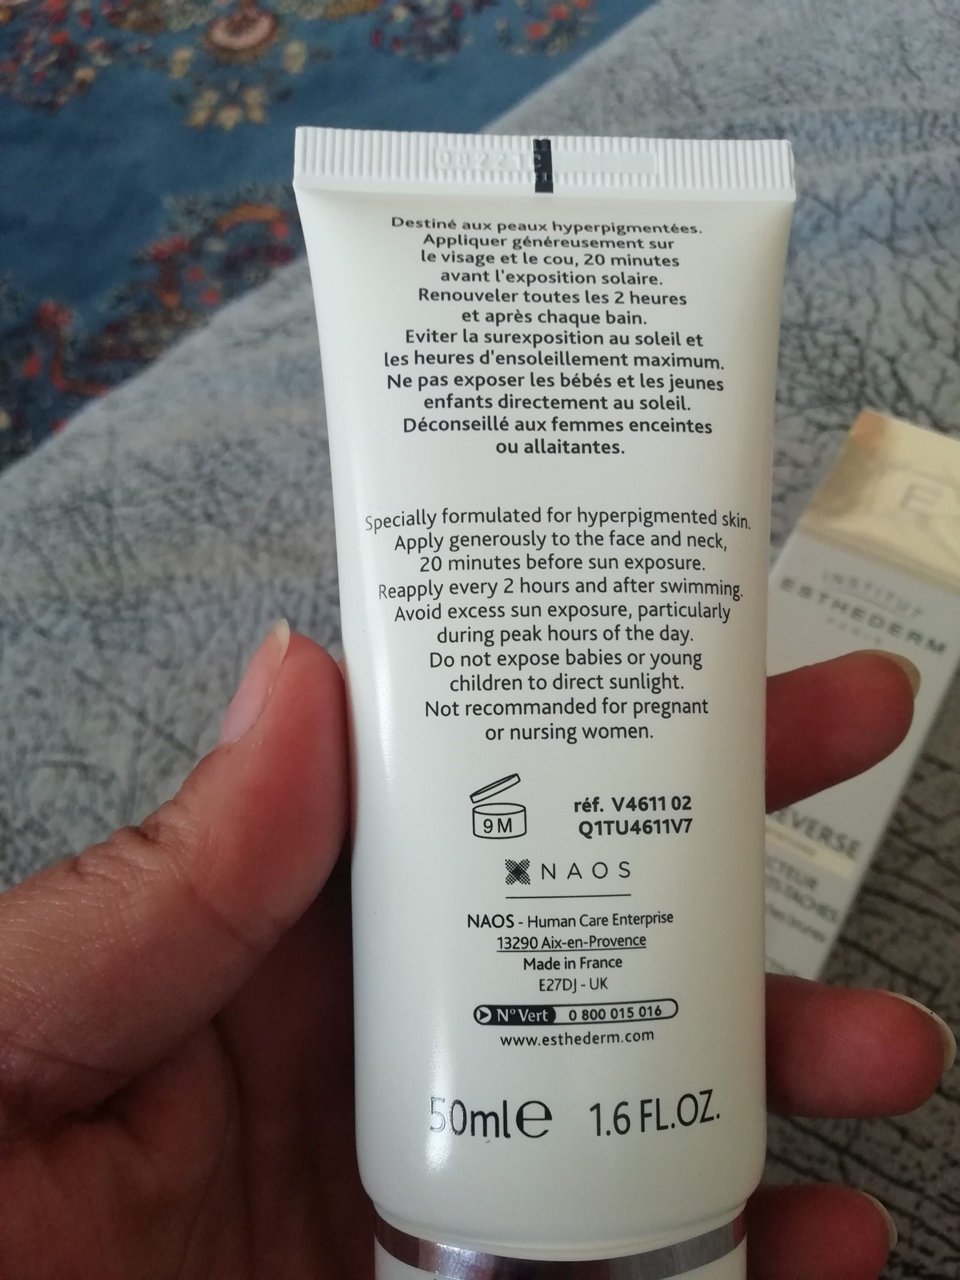 Destiné aux peaux hyperpigmentées.
Appliquer généreusement sur
le visage et le cou, 20 minutes
avant l'exposition solaire.
Renouveler toutes les 2 heures
et après chaque bain.
Eviter la surexposition au soleil et
les heures d'ensoleillement maximum.
Ne pas exposer les bébés et les jeunes
enfants directement au soleil.
Déconseillé aux femmes enceintes
ou allaitantes.
Specially formulated for hyperpigmented skin.
Apply generously to the face and neck,
20 minutes before sun exposure.
Reapply every 2 hours and after swimming.
Avoid excess sun exposure, particularly
during peak hours of the day.
Do not expose babies or young
children to direct sunlight.
Not recommanded for pregnant
or nursing women.
9 M
réf. V4611 02
Q1TU4611V7
NAOS
NAOS - Human Care Enterprise
13290 Aix-en-Provence
Made in France
E27DJ - UK
N° Vert 0 800 015 016
www.esthederm.com
50ml e 1.6 FL.OZ.
INSTITUT
ESTHEDERM
PARIS